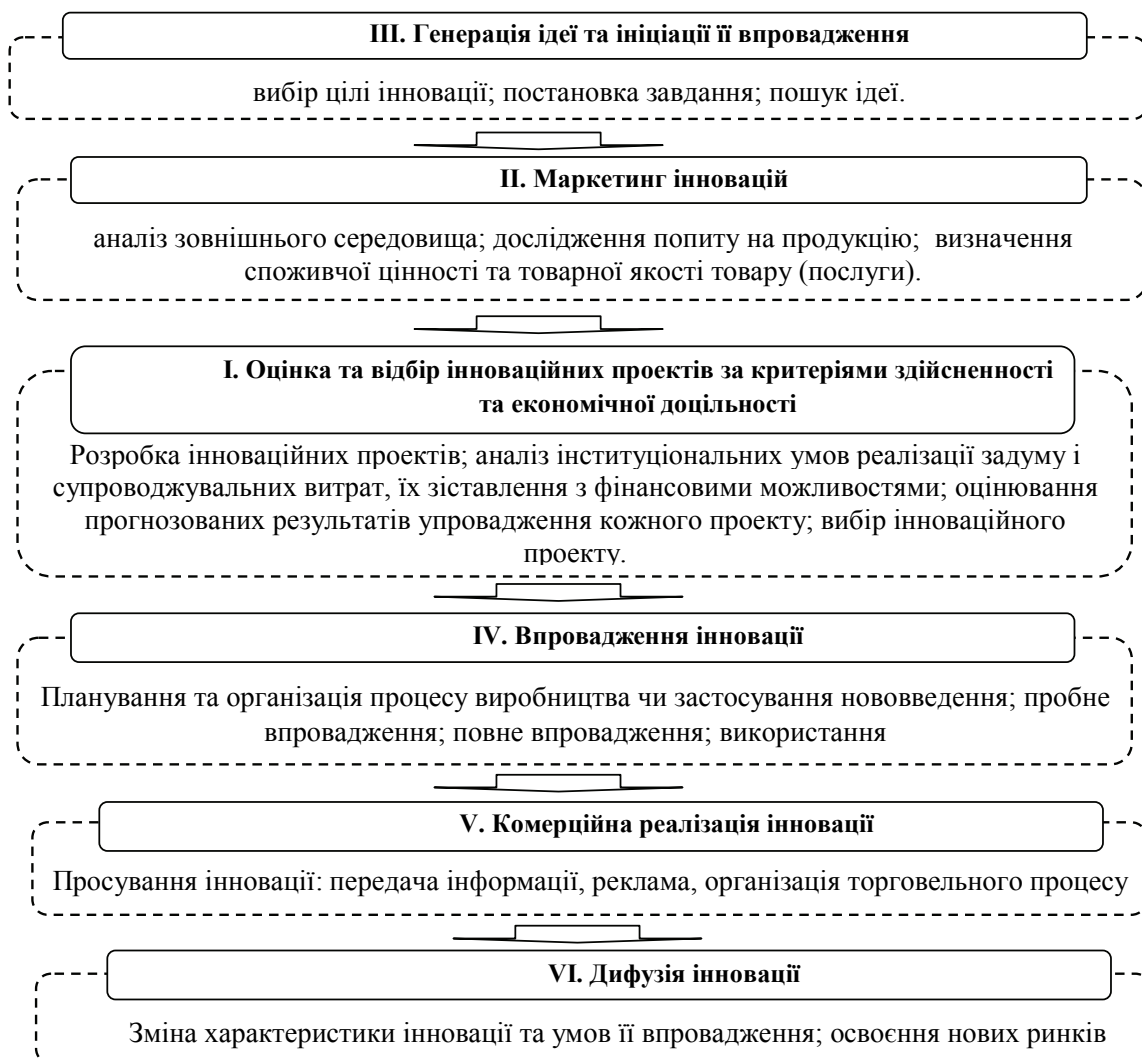 III. Генерація ідеї та ініціації її впровадження
вибір цілі інновації; постановка завдання; пошук ідеї.
II. Маркетинг інновацій
аналіз зовнішнього середовища; дослідження попиту на продукцію; визначення
споживчої цінності та товарної якості товару (послуги).
I. Оцінка та відбір інноваційних проектів за критеріями здійсненності
та економічної доцільності
Розробка інноваційних проектів; аналіз інституціональних умов реалізації задуму і
супроводжувальних витрат, їх зіставлення з фінансовими можливостями; оцінювання
прогнозованих результатів упровадження кожного проекту; вибір інноваційного
проекту.
IV. Впровадження інновації
Планування та організація процесу виробництва чи застосування нововведення; пробне
впровадження; повне впровадження; використання
V. Комерційна реалізація інновації
Просування інновації: передача інформації, реклама, організація торговельного процесу
VI. Дифузія інновації
Зміна характеристики інновації та умов її впровадження; освоєння нових ринків